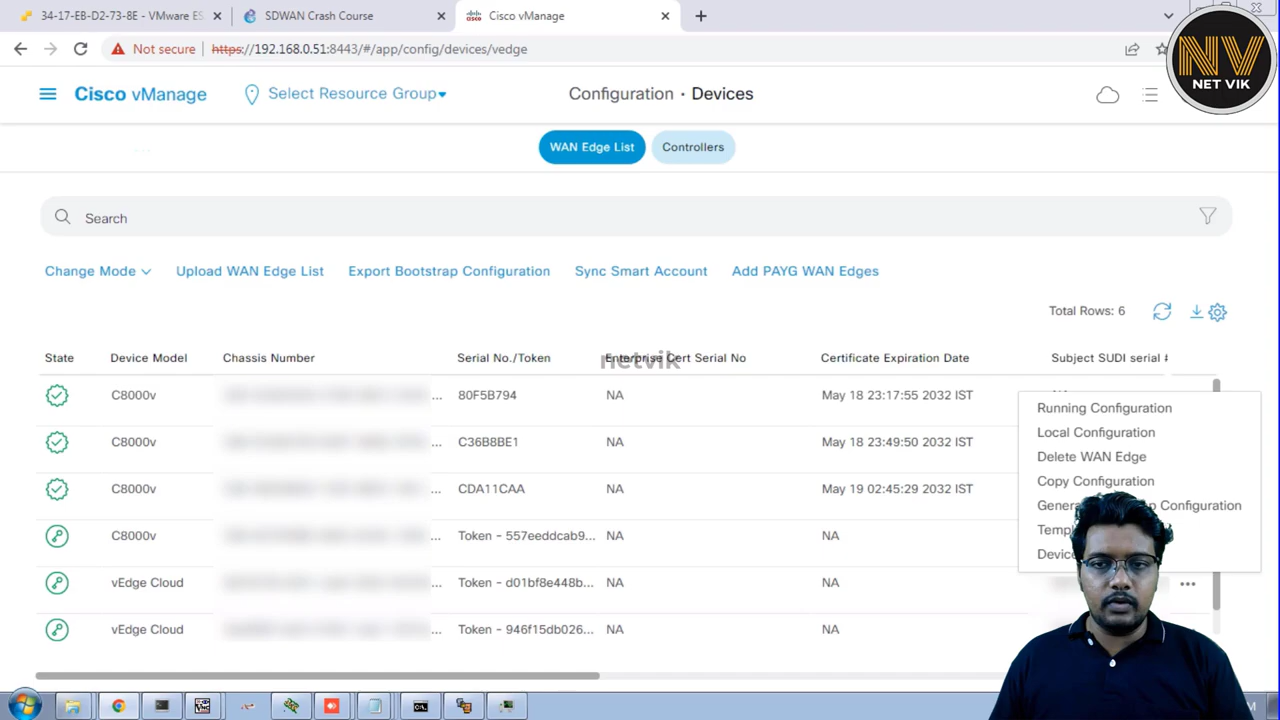 34-17-EB-D2-73-8E - VMware ES
SDWAN Crash Course
Cisco vManage
NV
NET VIK
Not secure
https://192.168.0.51:8443/#/app/config/devices/vedge
Cisco vManage
Select Resource Group
Configuration · Devices
WAN Edge List
Controllers
Search
Change Mode
Upload WAN Edge List
Export Bootstrap Configuration
Sync Smart Account
Add PAYG WAN Edges
Total Rows: 6
State Device Model Chassis Number Serial No./Token Enterprise Cert Serial No Certificate Expiration Date Subject SUDI serial #
netvik
C8000v ... 80F5B794 NA May 18 23:17:55 2032 IST
C8000v ... C36B8BE1 NA May 18 23:49:50 2032 IST
C8000v ... CDA11CAA NA May 19 02:45:29 2032 IST
C8000v ... Token - 557eeddcab9... NA NA
vEdge Cloud ... Token - d01bf8e448b... NA NA
vEdge Cloud ... Token - 946f15db026... NA NA
Running Configuration
Local Configuration
Delete WAN Edge
Copy Configuration
Configuration